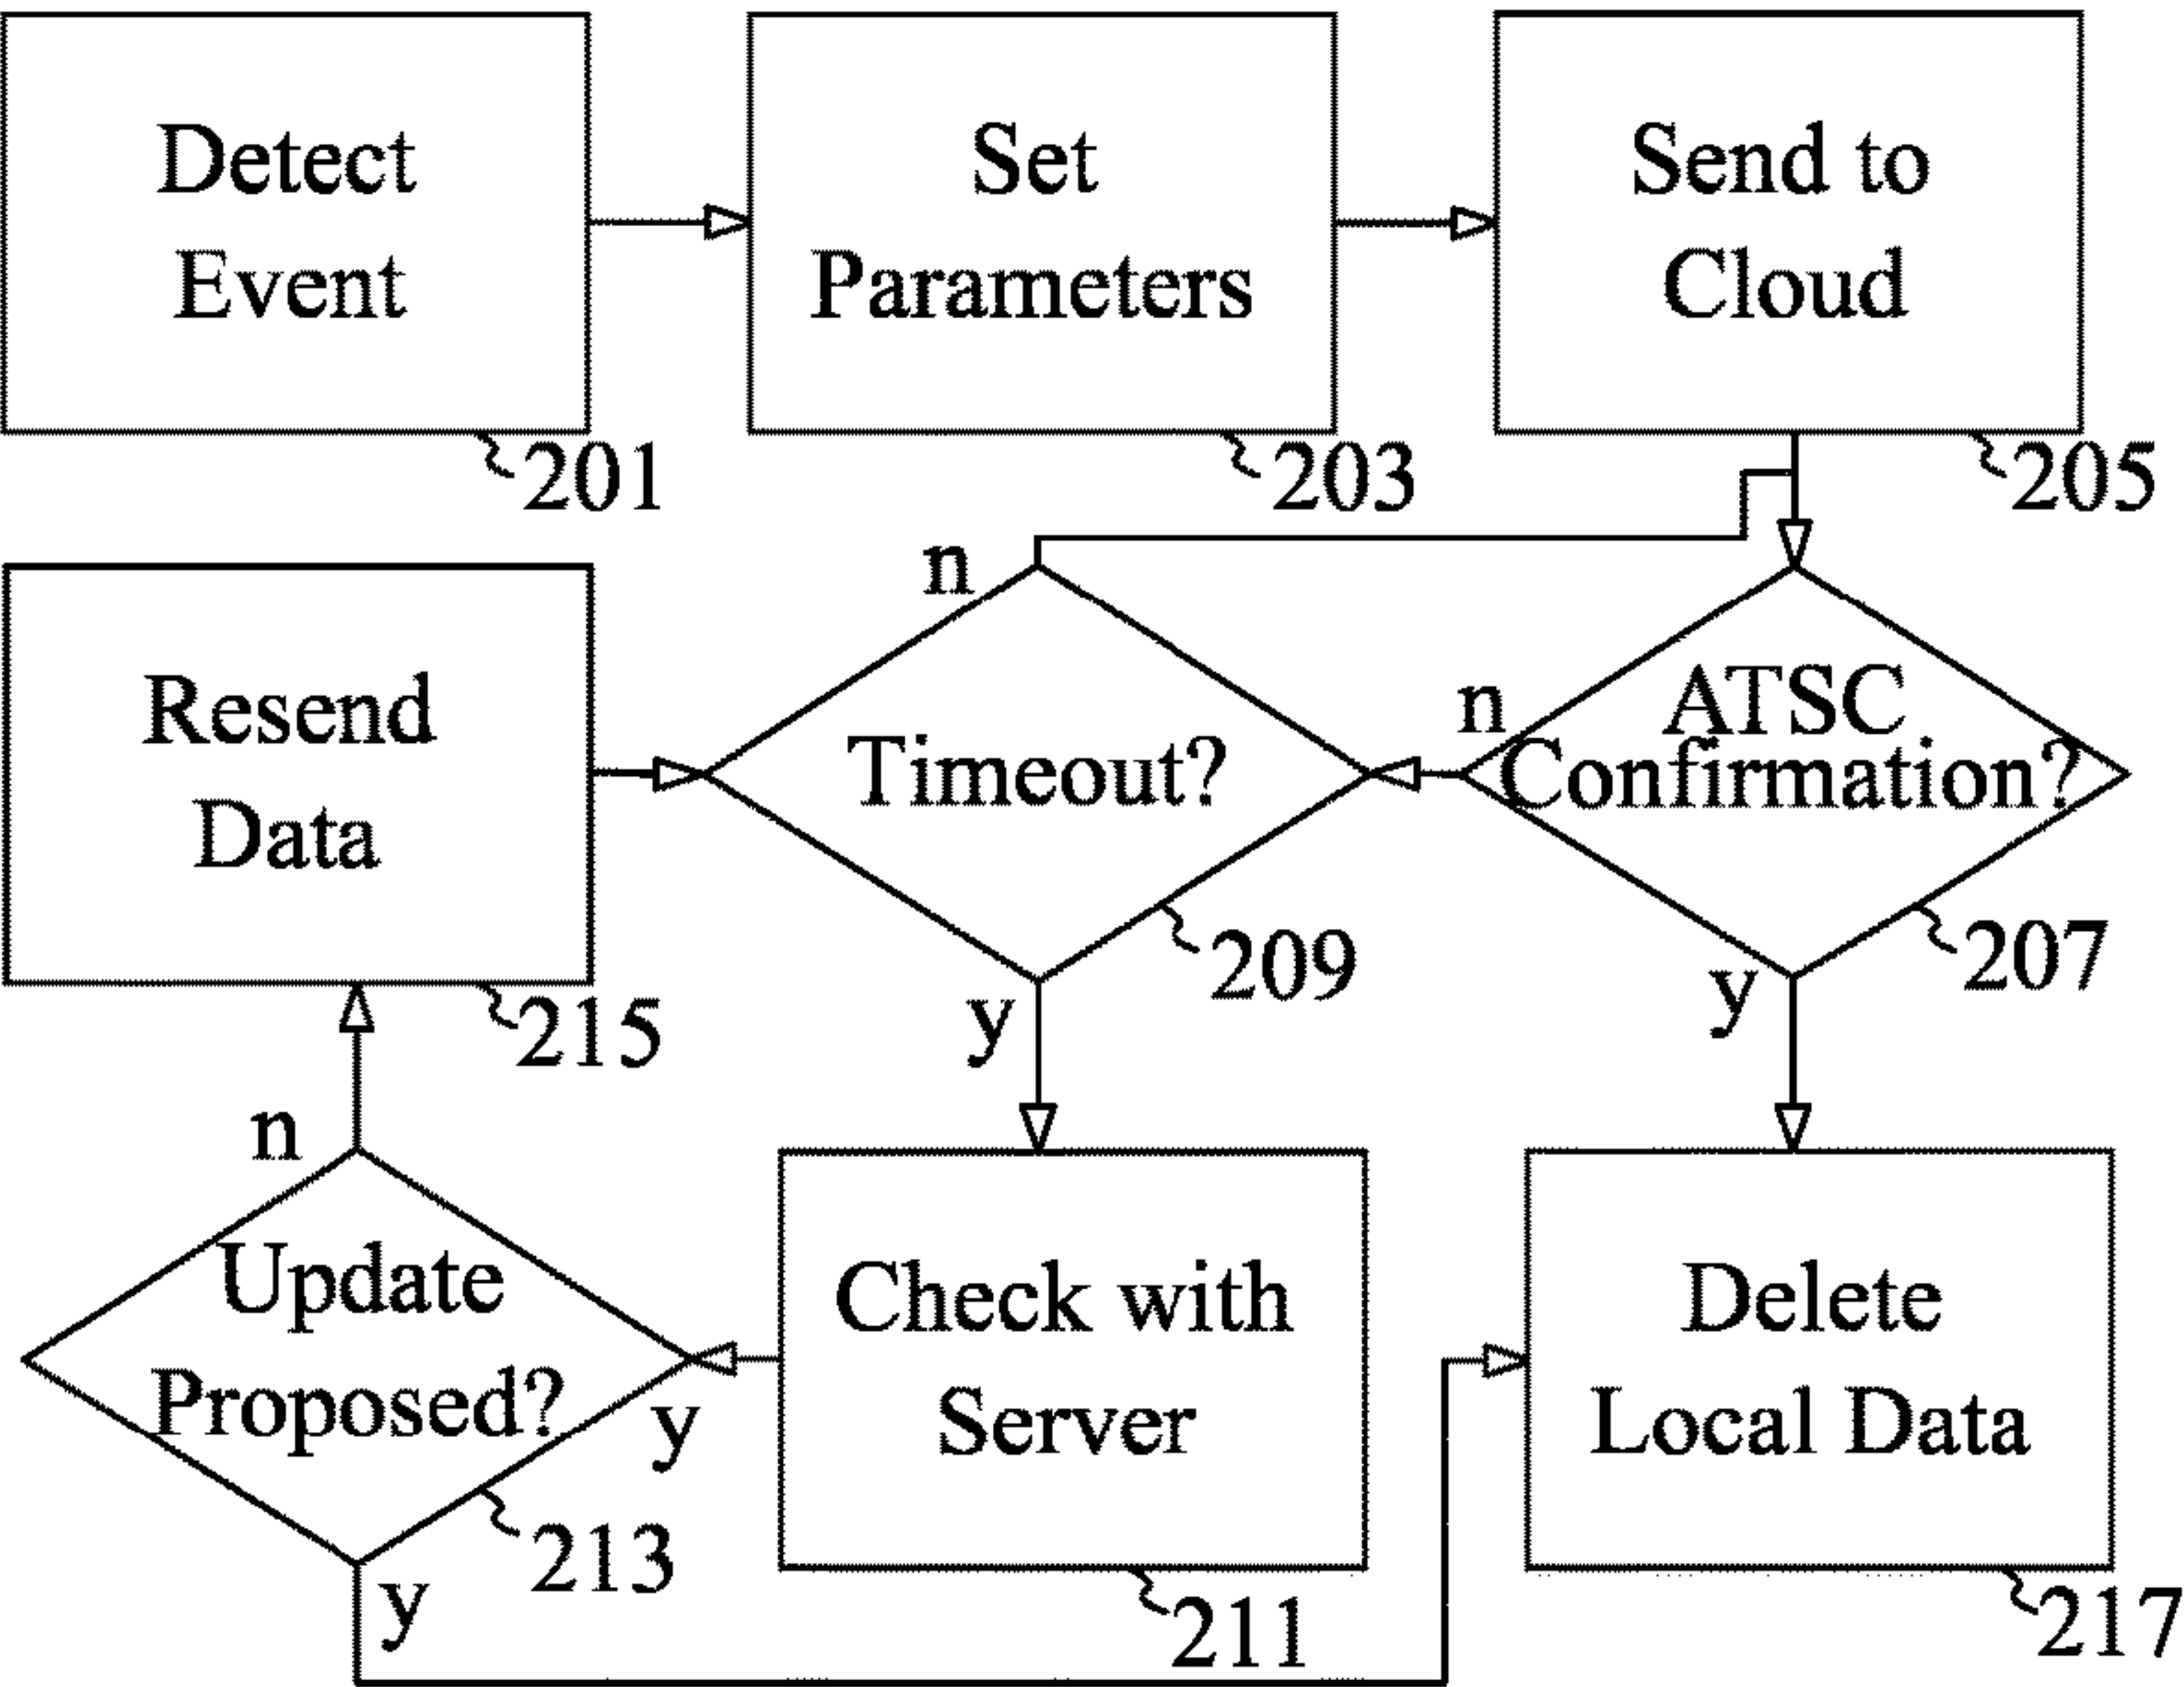 Detect
Event
201
Set
Parameters
203
Send to
Cloud
205
Resend
Data
215
n
Timeout?
209
y
n
ATSC
Confirmation?
207
y
n
Update
Proposed?
y
213
y
Check with
Server
211
Delete
Local Data
217